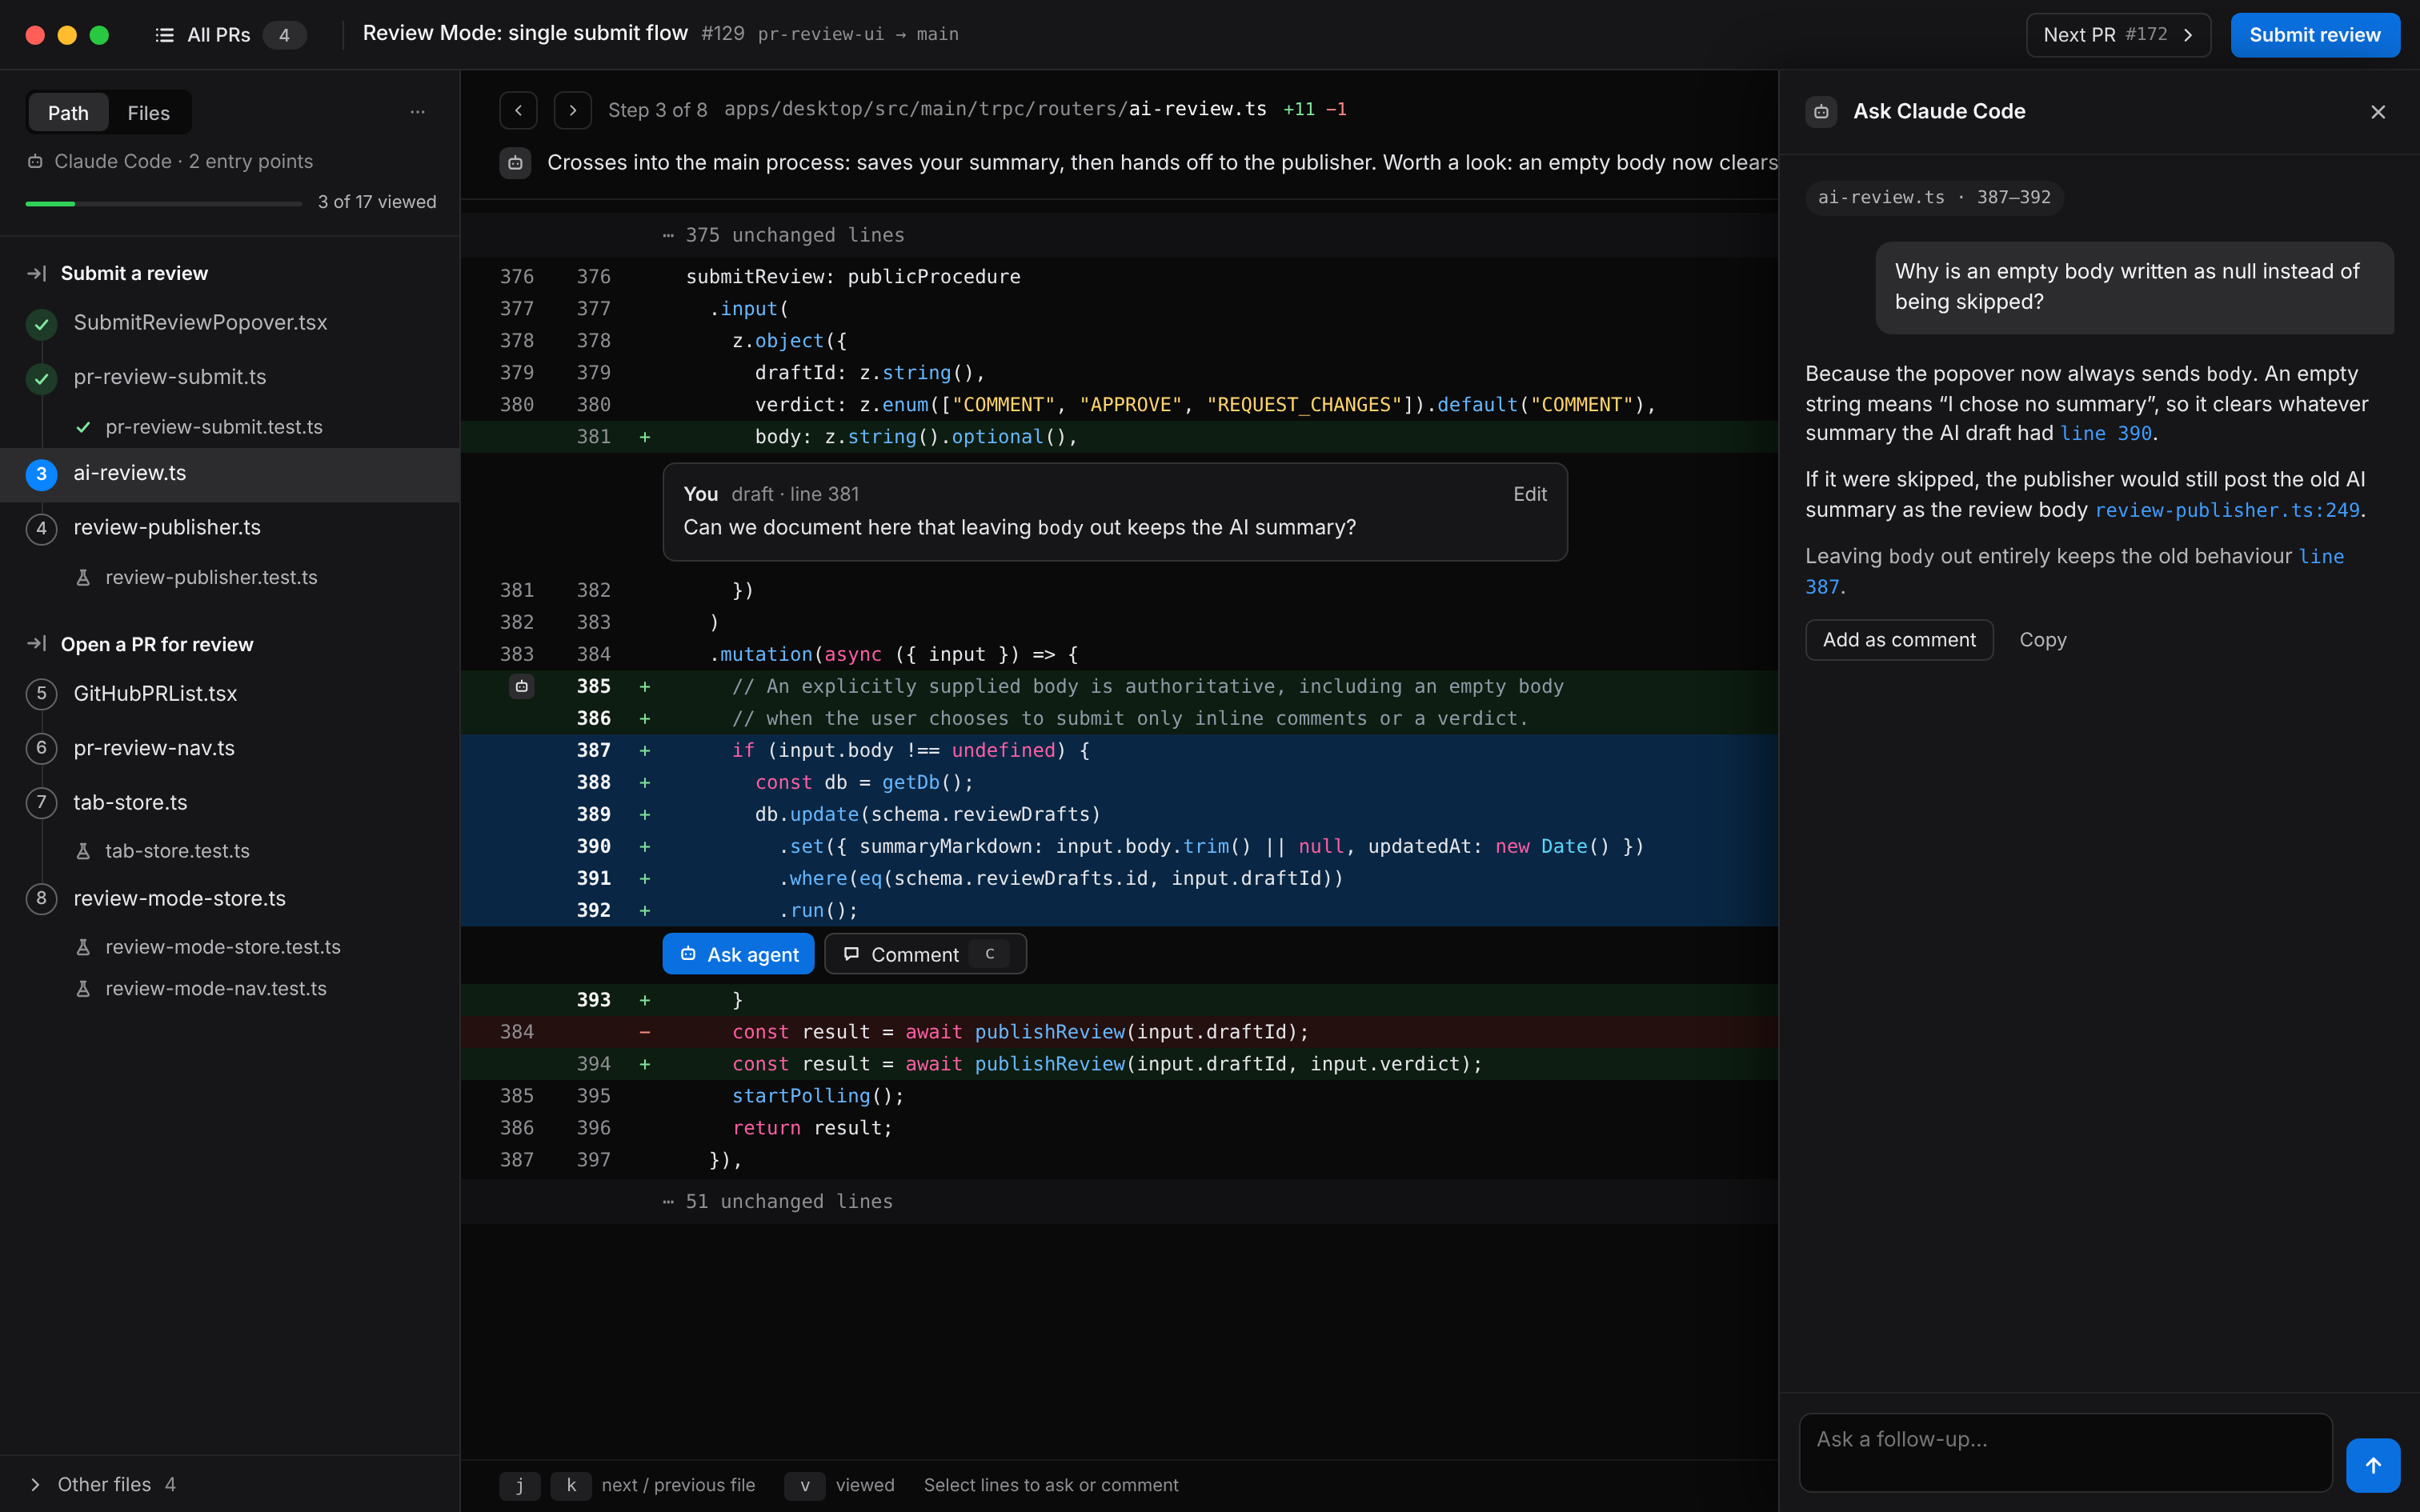 All PRs 4
Review Mode: single submit flow #129 pr-review-ui → main
Next PR #172
Submit review
Path Files
Claude Code · 2 entry points
3 of 17 viewed
Submit a review
SubmitReviewPopover.tsx
pr-review-submit.ts
pr-review-submit.test.ts
3 ai-review.ts
4 review-publisher.ts
review-publisher.test.ts
Open a PR for review
5 GitHubPRList.tsx
6 pr-review-nav.ts
7 tab-store.ts
tab-store.test.ts
8 review-mode-store.ts
review-mode-store.test.ts
review-mode-nav.test.ts
Other files 4
Step 3 of 8 apps/desktop/src/main/trpc/routers/ai-review.ts +11 −1
Crosses into the main process: saves your summary, then hands off to the publisher. Worth a look: an empty body now clears
⋯ 375 unchanged lines
376 376 submitReview: publicProcedure
377 377 .input(
378 378 z.object({
379 379 draftId: z.string(),
380 380 verdict: z.enum(["COMMENT", "APPROVE", "REQUEST_CHANGES"]).default("COMMENT"),
381 + body: z.string().optional(),
You draft · line 381 Edit
Can we document here that leaving body out keeps the AI summary?
381 382 })
382 383 )
383 384 .mutation(async ({ input }) => {
385 + // An explicitly supplied body is authoritative, including an empty body
386 + // when the user chooses to submit only inline comments or a verdict.
387 + if (input.body !== undefined) {
388 + const db = getDb();
389 + db.update(schema.reviewDrafts)
390 + .set({ summaryMarkdown: input.body.trim() || null, updatedAt: new Date() })
391 + .where(eq(schema.reviewDrafts.id, input.draftId))
392 + .run();
Ask agent Comment C
393 + }
384 − const result = await publishReview(input.draftId);
394 + const result = await publishReview(input.draftId, input.verdict);
385 395 startPolling();
386 396 return result;
387 397 }),
⋯ 51 unchanged lines
j k next / previous file v viewed Select lines to ask or comment
Ask Claude Code
ai-review.ts · 387–392
Why is an empty body written as null instead of
being skipped?
Because the popover now always sends body. An empty
string means “I chose no summary”, so it clears whatever
summary the AI draft had line 390.
If it were skipped, the publisher would still post the old AI
summary as the review body review-publisher.ts:249.
Leaving body out entirely keeps the old behaviour line
387.
Add as comment Copy
Ask a follow-up…